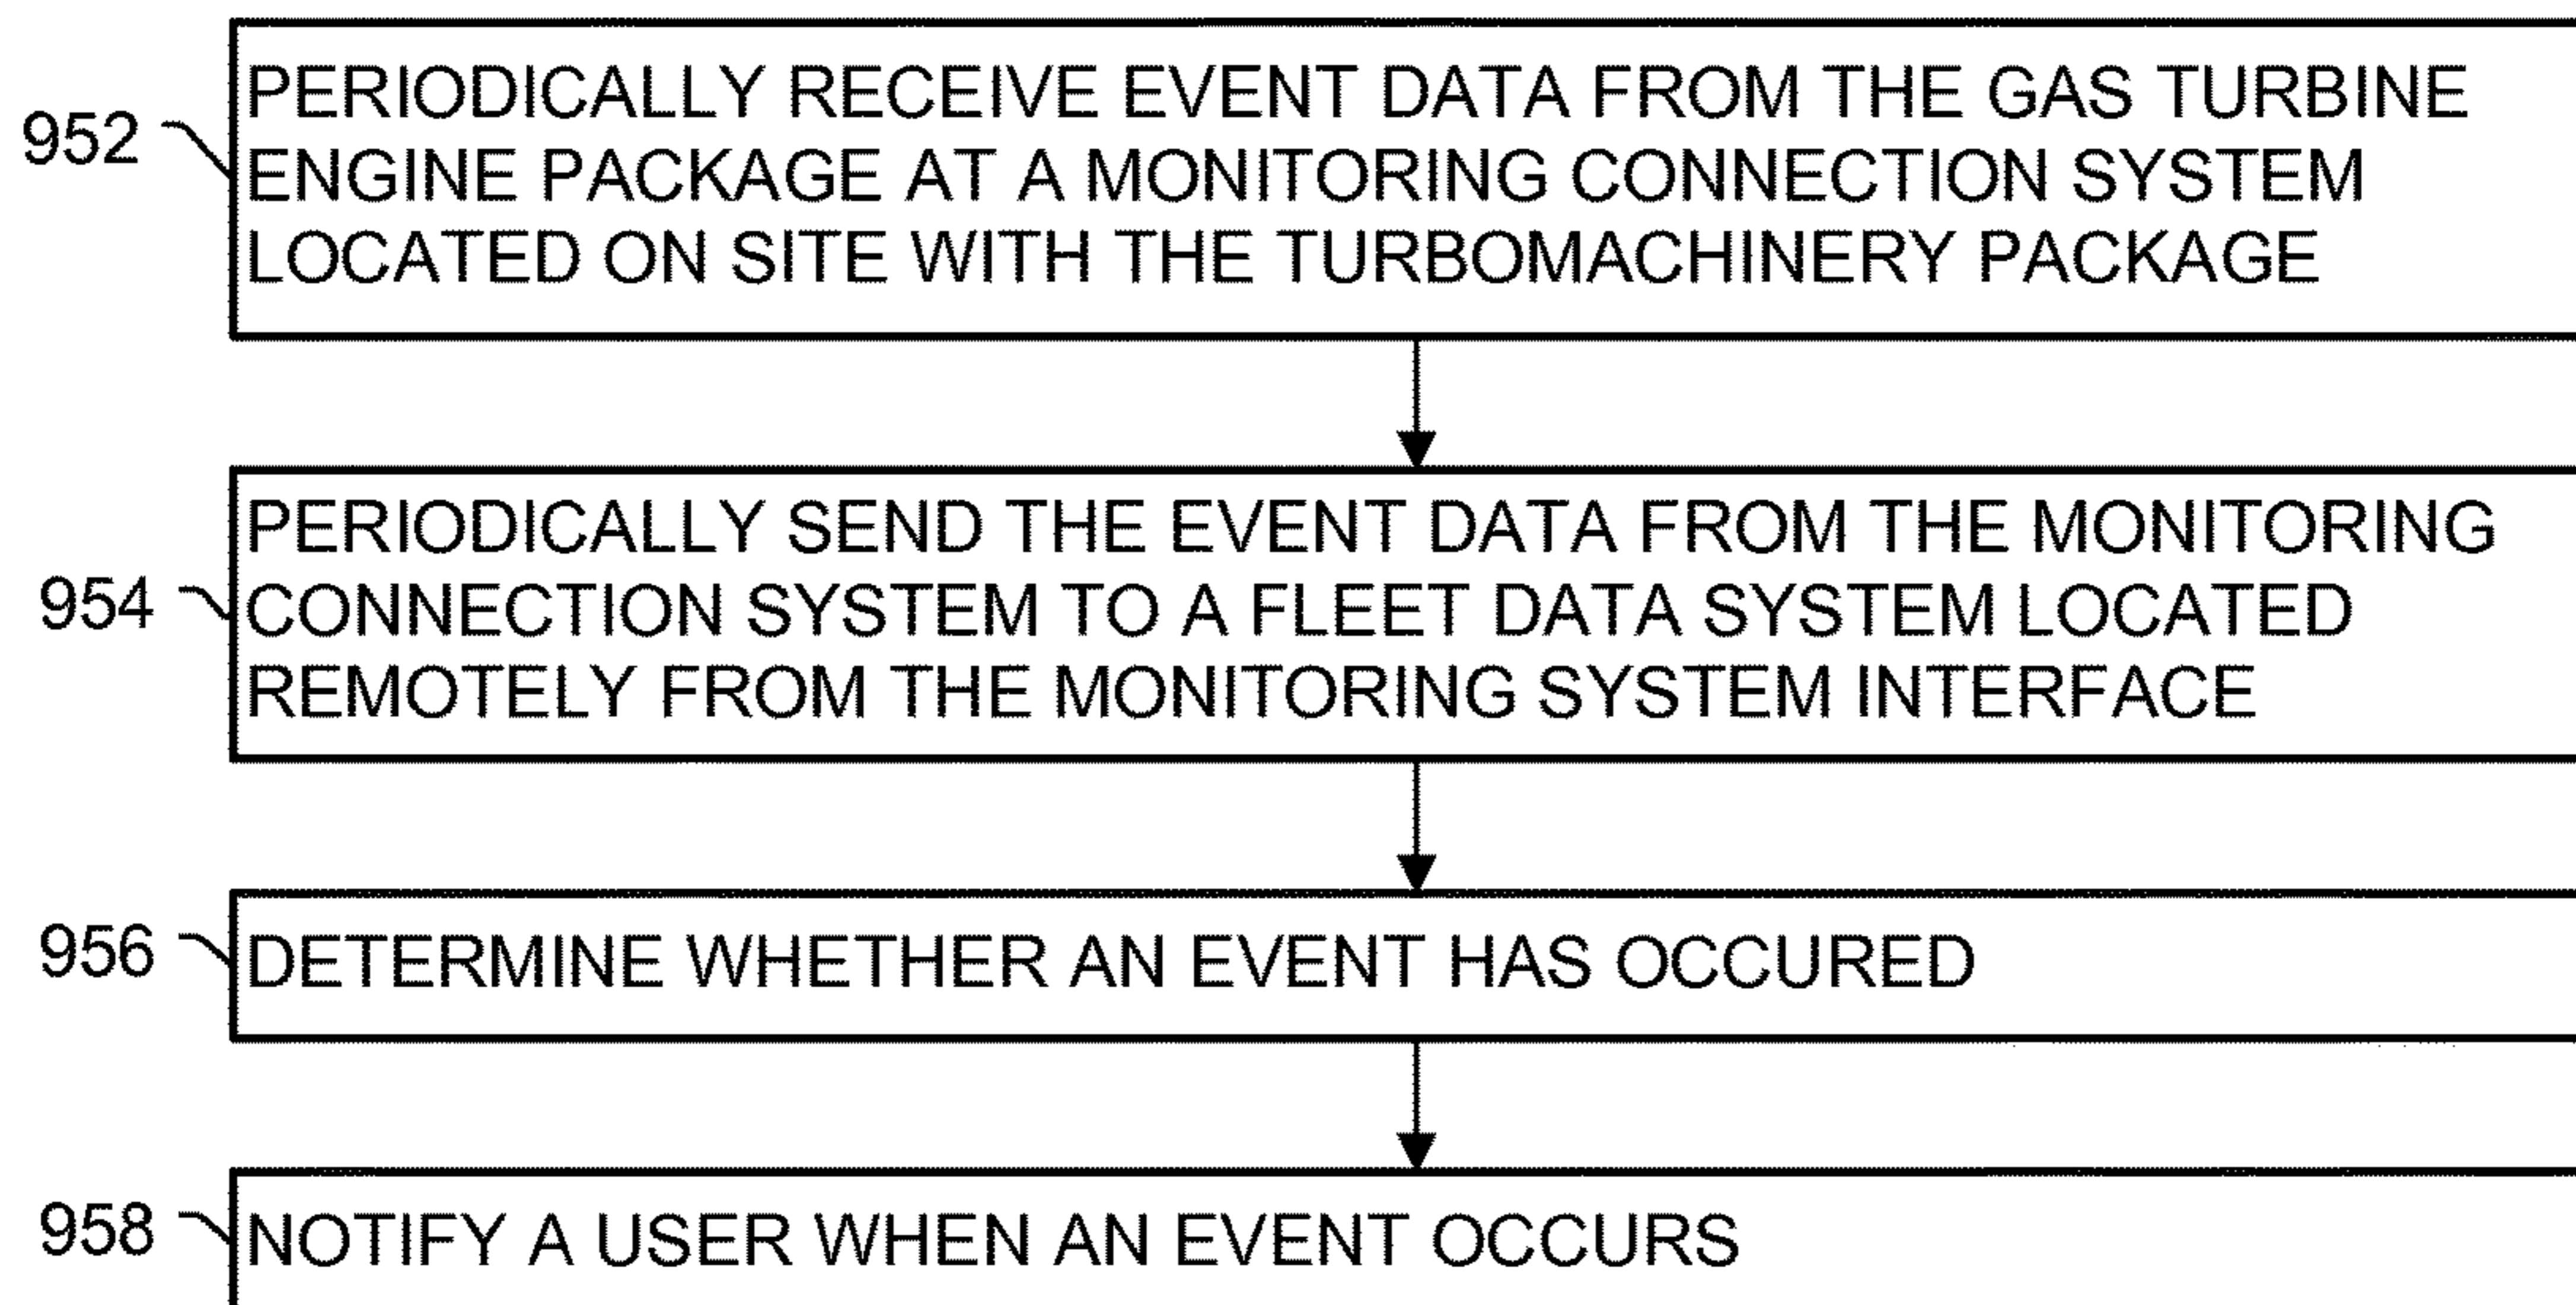 952
PERIODICALLY RECEIVE EVENT DATA FROM THE GAS TURBINE
ENGINE PACKAGE AT A MONITORING CONNECTION SYSTEM
LOCATED ON SITE WITH THE TURBOMACHINERY PACKAGE
954
PERIODICALLY SEND THE EVENT DATA FROM THE MONITORING
CONNECTION SYSTEM TO A FLEET DATA SYSTEM LOCATED
REMOTELY FROM THE MONITORING SYSTEM INTERFACE
956
DETERMINE WHETHER AN EVENT HAS OCCURED
958
NOTIFY A USER WHEN AN EVENT OCCURS